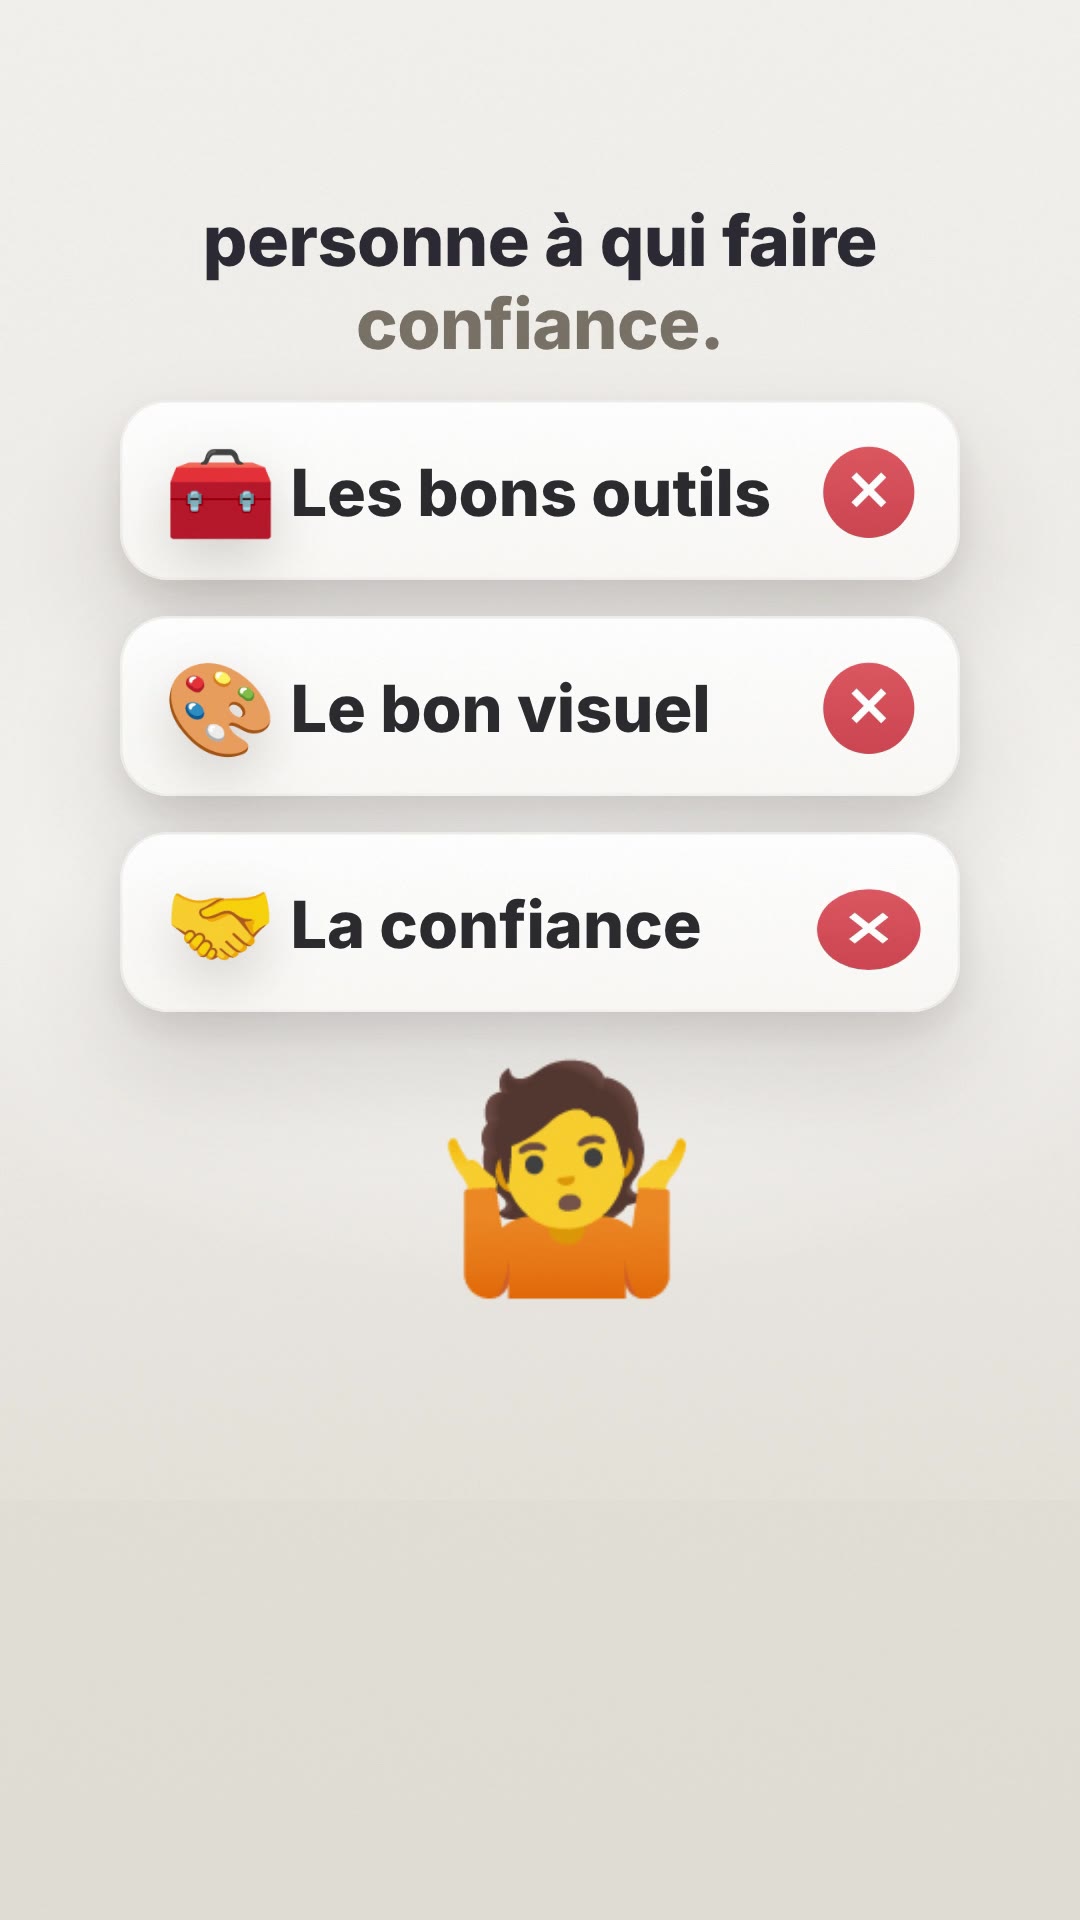 personne à qui faire
confiance.
Les bons outils
Le bon visuel
La confiance